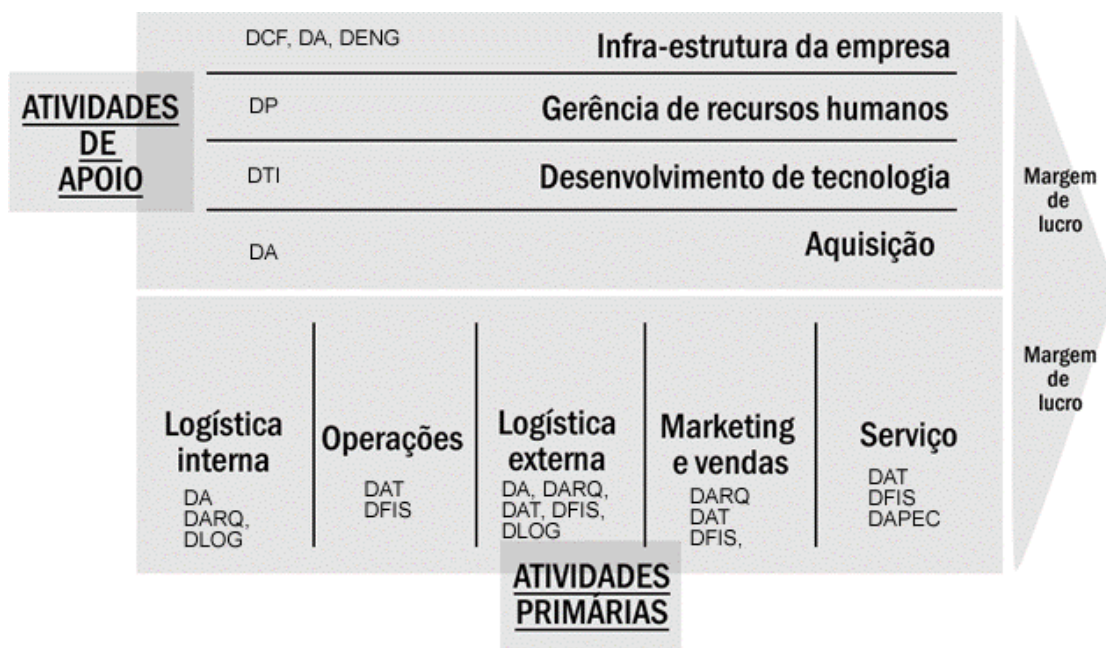 DCF, DA, DENG
Infra-estrutura da empresa
ATIVIDADES
DE
APOIO
DP
Gerência de recursos humanos
DTI
Desenvolvimento de tecnologia
DA
Aquisição
Margem
de
lucro
Logística
interna
DA
DARQ,
DLOG
Operações
DAT
DFIS
Logística
externa
DA, DARQ,
DAT, DFIS,
DLOG
Marketing
e vendas
DARQ
DAT
DFIS,
Serviço
DAT
DFIS
DAPEC
Margem
de
lucro
ATIVIDADES
PRIMÁRIAS